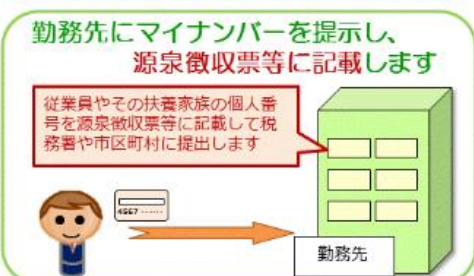 勤務先にマイナンバーを提示し、
源泉徴収票等に記載します
従業員やその扶養家族の個人番
号を源泉徴収票等に記載して税
務署や市区町村に提出します
4567 ……
勤務先